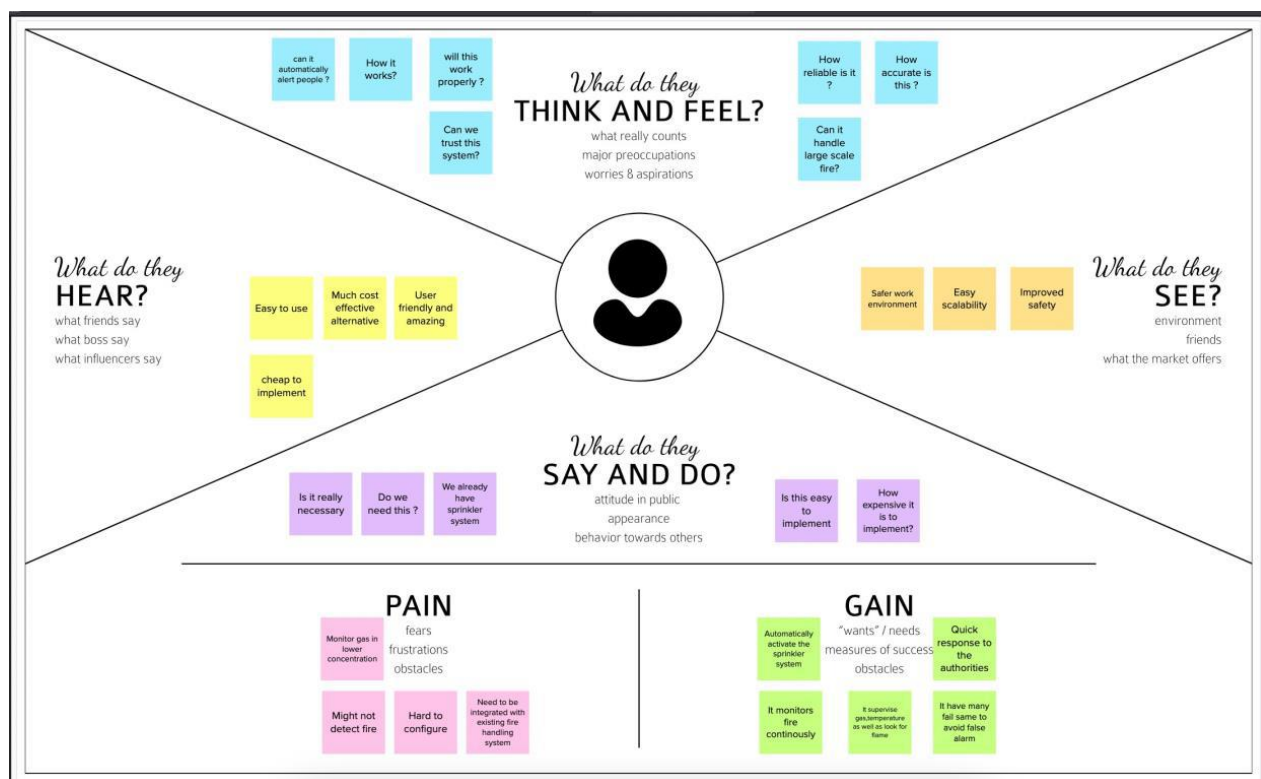 can it
automatically
alert people ?
How it
works?
will this
work
properly ?
Can we
trust this
system?
What do they
THINK AND FEEL?
what really counts
major preoccupations
worries & aspirations
How
reliable is it
?
How
accurate is
this ?
Can it
handle
large scale
fire?
What do they
HEAR?
what friends say
what boss say
what influencers say
Easy to use
Much cost
effective
alternative
User
friendly and
amazing
cheap to
implement
Safer work
environment
Easy
scalability
Improved
safety
What do they
SEE?
environment
friends
what the market offers
What do they
SAY AND DO?
attitude in public
appearance
behavior towards others
Is it really
necessary
Do we
need this ?
We already
have
sprinkler
system
Is this easy
to
implement
How
expensive it
is to
implement?
PAIN
fears
frustrations
obstacles
Monitor gas in
lower
concentration
Might not
detect fire
Hard to
configure
Need to be
integrated with
existing fire
handling
system
GAIN
"wants" / needs
measures of success
obstacles
Automatically
activate the
sprinkler
system
Quick
response to
the
authorities
It monitors
fire
continously
It supervise
gas,temperature
as well as look for
flame
It have many
fail same to
avoid false
alarm